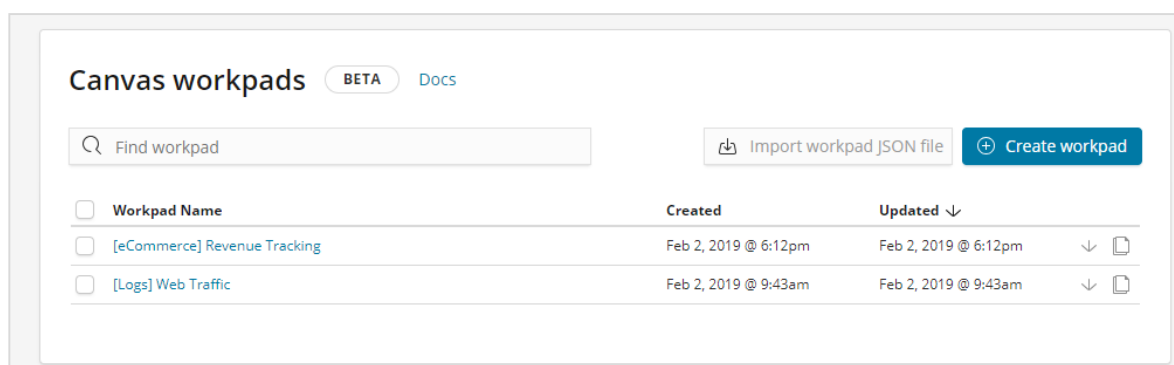 Canvas workpads BETA Docs
Find workpad Import workpad JSON file Create workpad
Workpad Name Created Updated
[eCommerce] Revenue Tracking Feb 2, 2019 @ 6:12pm Feb 2, 2019 @ 6:12pm
[Logs] Web Traffic Feb 2, 2019 @ 9:43am Feb 2, 2019 @ 9:43am